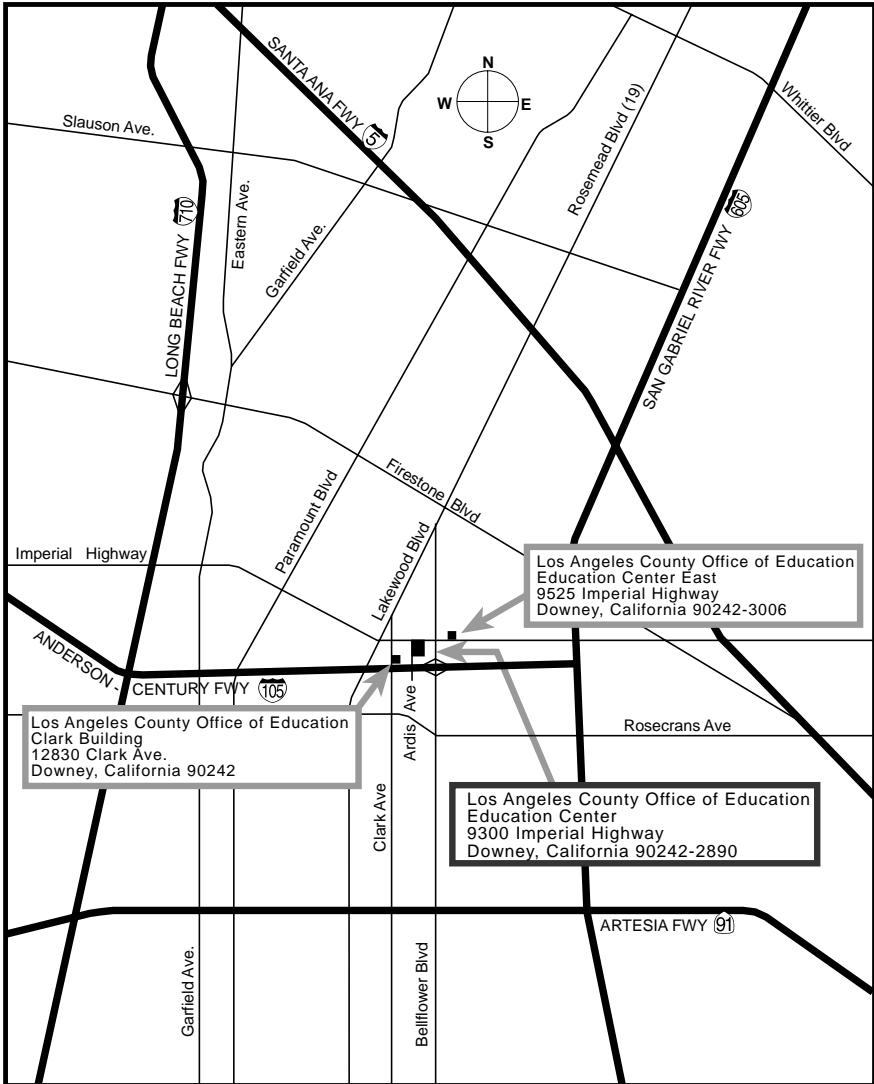 SANTA ANA FWY 5
N
W E
S
Rosemead Blvd (19)
Whittier Blvd
Slauson Ave.
LONG BEACH FWY 710
Eastern Ave.
Garfield Ave.
SAN GABRIEL RIVER FWY 605
Paramount Blvd
Firestone Blvd
Lakewood Blvd
Imperial Highway
Los Angeles County Office of Education
Education Center East
9525 Imperial Highway
Downey, California 90242-3006
ANDERSON - CENTURY FWY 105
Los Angeles County Office of Education
Clark Building
12830 Clark Ave.
Downey, California 90242
Ardis Ave
Rosecrans Ave
Clark Ave
Los Angeles County Office of Education
Education Center
9300 Imperial Highway
Downey, California 90242-2890
ARTESIA FWY 91
Garfield Ave.
Bellflower Blvd